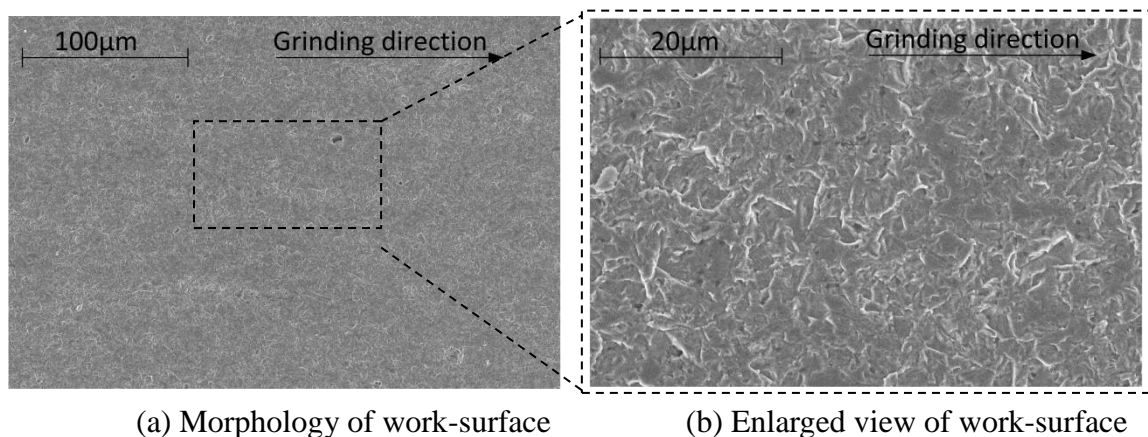 100μm Grinding direction
20μm Grinding direction
(a) Morphology of work-surface
(b) Enlarged view of work-surface